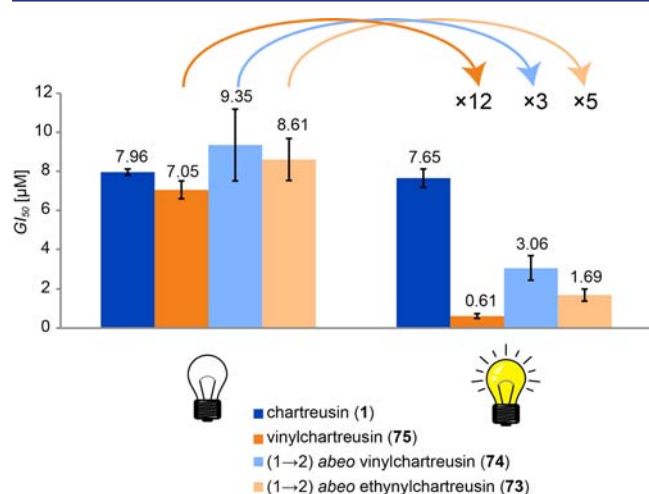 ×12 ×3 ×5
12
10
8
6
4
2
0
GI50 [µM]
7.96
7.05
9.35
8.61
7.65
0.61
3.06
1.69
chartreusin (1)
vinylchartreusin (75)
(1→2) abeo vinylchartreusin (74)
(1→2) abeo ethynylchartreusin (73)